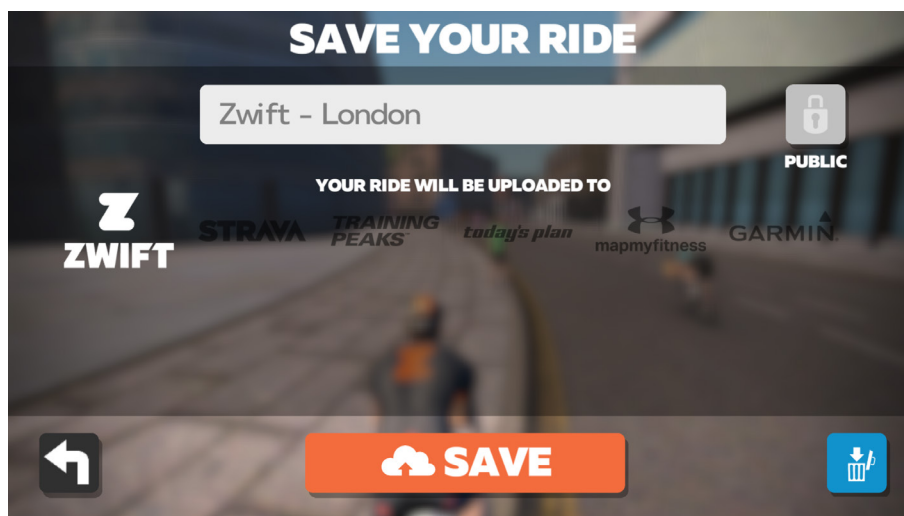 SAVE YOUR RIDE
Zwift - London
PUBLIC
YOUR RIDE WILL BE UPLOADED TO
ZWIFT
STRAVA
TRAINING
PEAKS
today's plan
mapmyfitness
GARMIN
SAVE